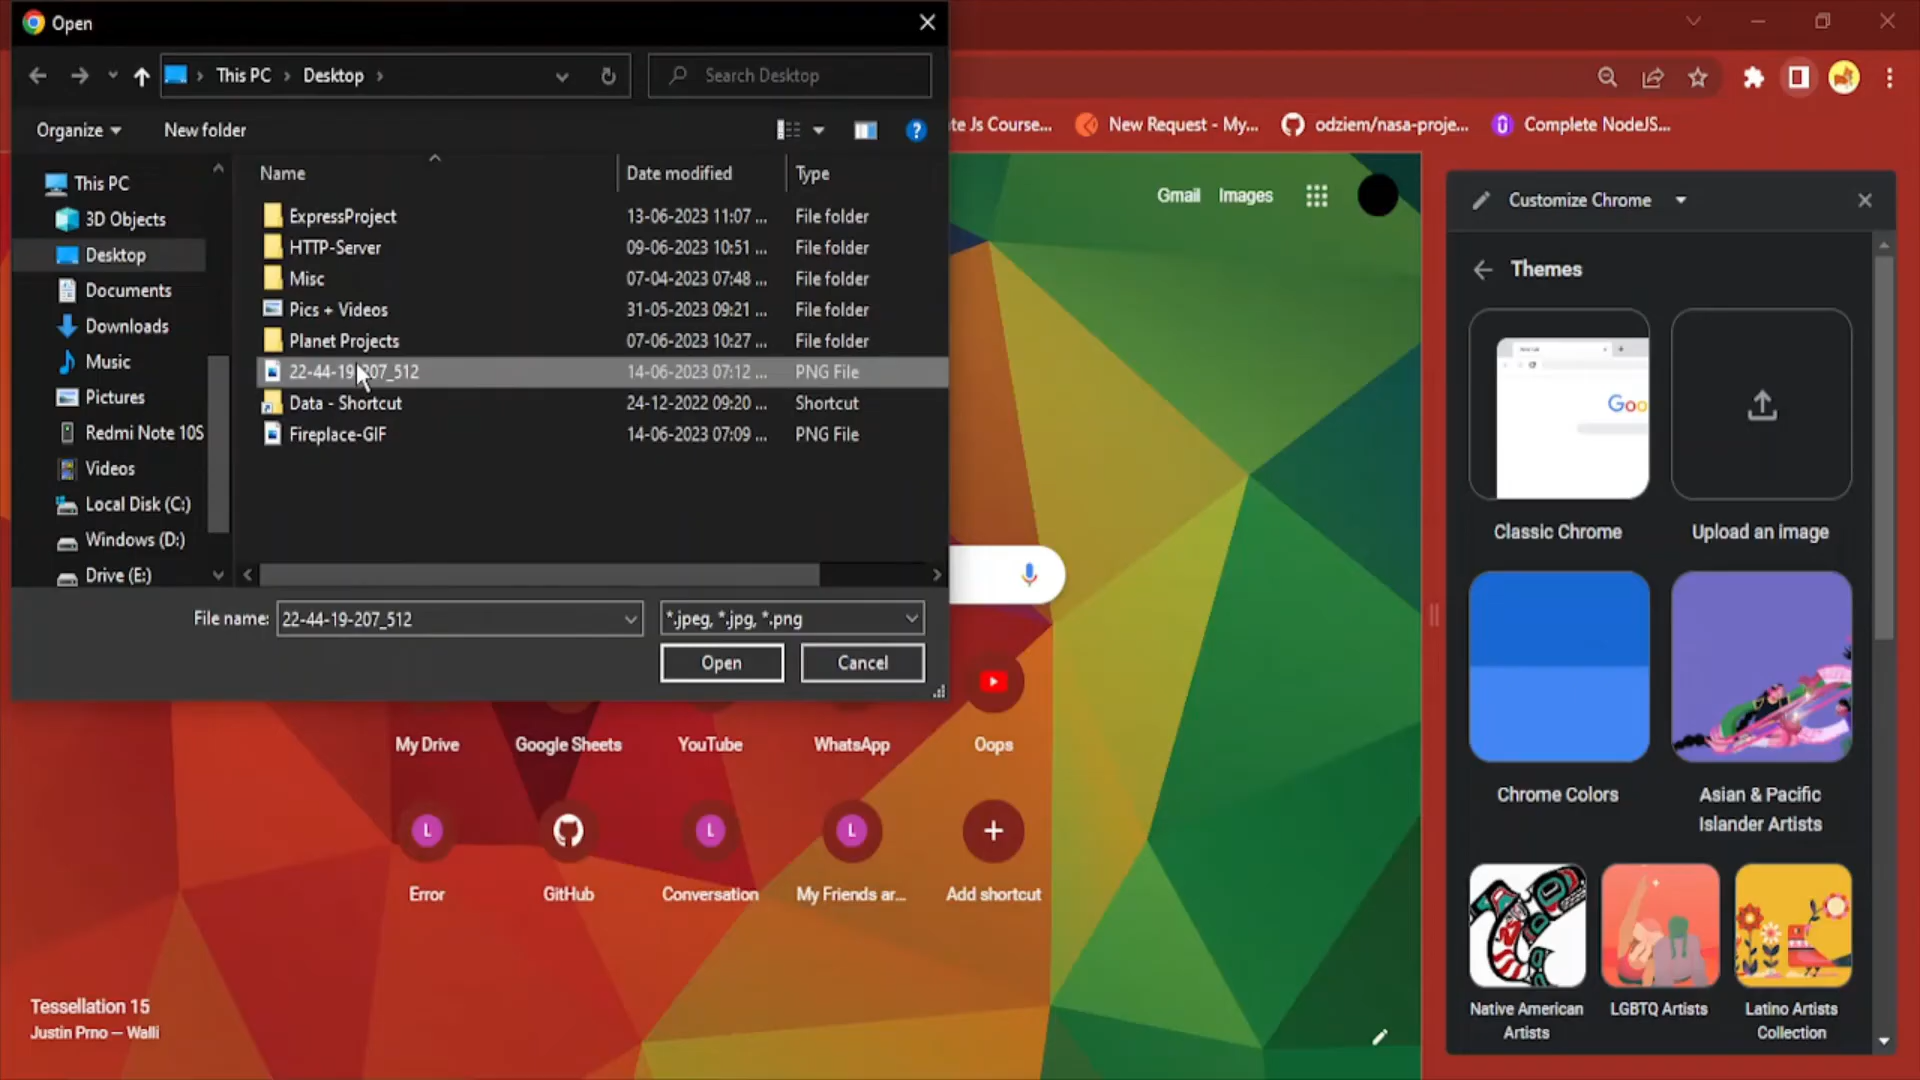 Open
This PC
Desktop
Search Desktop
Organize
New folder
Name
Date modified
Type
This PC
3D Objects
Desktop
Documents
Downloads
Music
Pictures
Redmi Note 10S
Videos
Local Disk (C:)
Windows (D:)
Drive (E:)
ExpressProject 13-06-2023 11:07 ... File folder
HTTP-Server 09-06-2023 10:51 ... File folder
Misc 07-04-2023 07:48 ... File folder
Pics + Videos 31-05-2023 09:21 ... File folder
Planet Projects 07-06-2023 10:27 ... File folder
22-44-19-207_512 14-06-2023 07:12 ... PNG File
Data - Shortcut 24-12-2022 09:20 ... Shortcut
Fireplace-GIF 14-06-2023 07:09 ... PNG File
File name: 22-44-19-207_512
*.jpeg, *.jpg, *.png
Open
Cancel
te Js Course...
New Request - My...
odziem/nasa-proje...
Complete NodeJS...
Gmail
Images
My Drive
Google Sheets
YouTube
WhatsApp
Oops
L
L
L
Error
GitHub
Conversation
My Friends ar...
Add shortcut
Tessellation 15
Justin Prno — Walli
Customize Chrome
Themes
Goo
Classic Chrome
Upload an image
Chrome Colors
Asian & Pacific
Islander Artists
Native American
Artists
LGBTQ Artists
Latino Artists
Collection